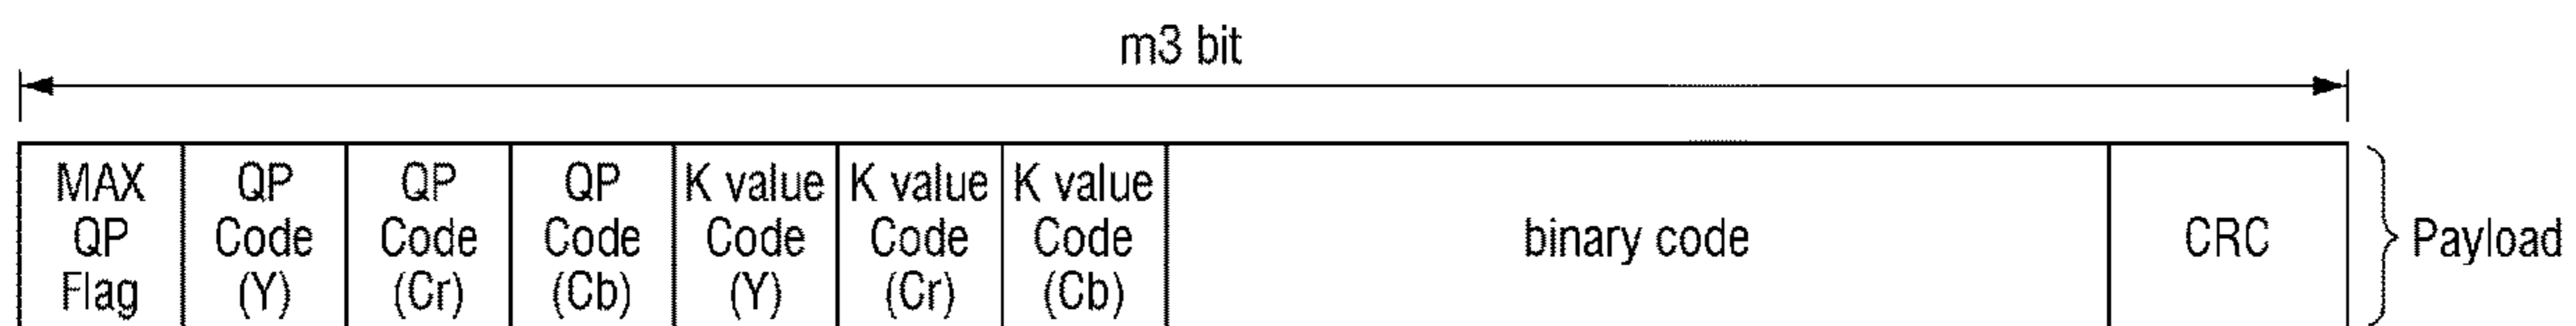 m3 bit
MAX QP Flag
QP Code (Y)
QP Code (Cr)
QP Code (Cb)
K value Code (Y)
K value Code (Cr)
K value Code (Cb)
binary code
CRC
Payload